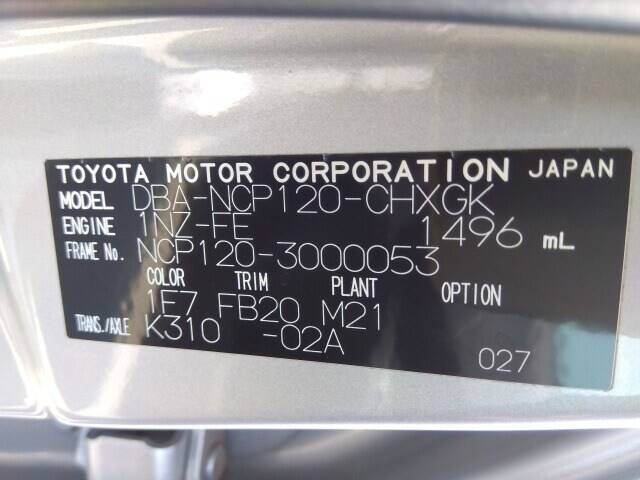 TOYOTA MOTOR CORPORATION JAPAN
MODEL DBA-NCP120-CHXGK
ENGINE 1NZ-FE 1496 mL
FRAME No. NCP120-3000053
COLOR TRIM PLANT OPTION
1F7 FB20 M21
TRANS./AXLE K310 -02A
027